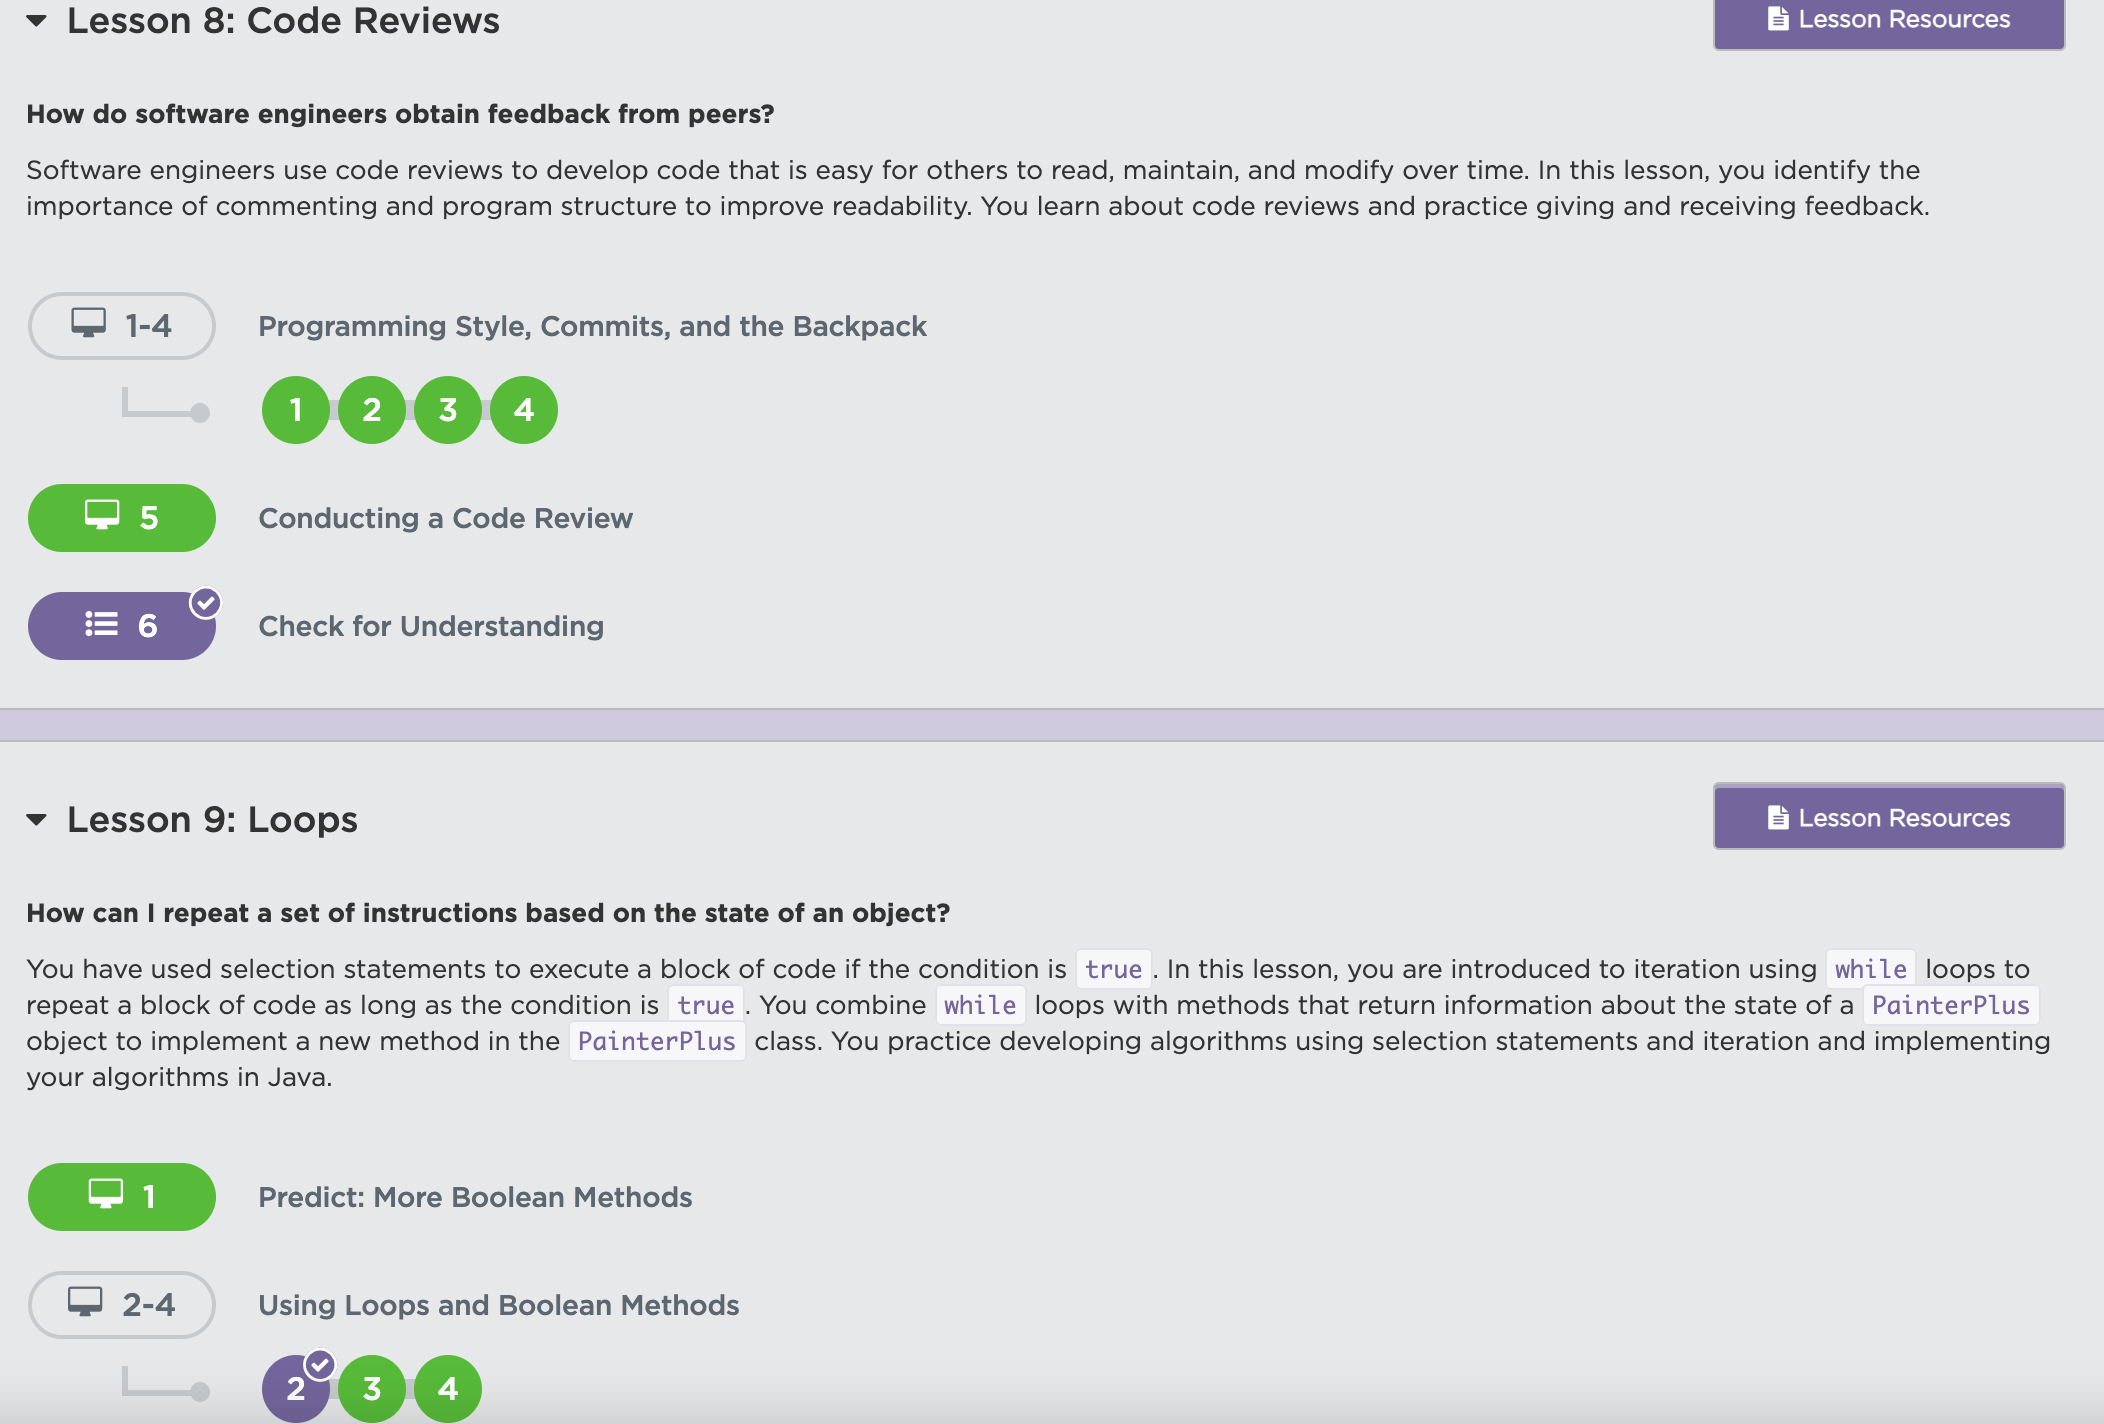 Lesson 8: Code Reviews
Lesson Resources
How do software engineers obtain feedback from peers?
Software engineers use code reviews to develop code that is easy for others to read, maintain, and modify over time. In this lesson, you identify the
importance of commenting and program structure to improve readability. You learn about code reviews and practice giving and receiving feedback.
1-4 Programming Style, Commits, and the Backpack
1 2 3 4
5 Conducting a Code Review
6 Check for Understanding
Lesson 9: Loops
Lesson Resources
How can I repeat a set of instructions based on the state of an object?
You have used selection statements to execute a block of code if the condition is true. In this lesson, you are introduced to iteration using while loops to
repeat a block of code as long as the condition is true. You combine while loops with methods that return information about the state of a PainterPlus
object to implement a new method in the PainterPlus class. You practice developing algorithms using selection statements and iteration and implementing
your algorithms in Java.
1 Predict: More Boolean Methods
2-4 Using Loops and Boolean Methods
2 3 4